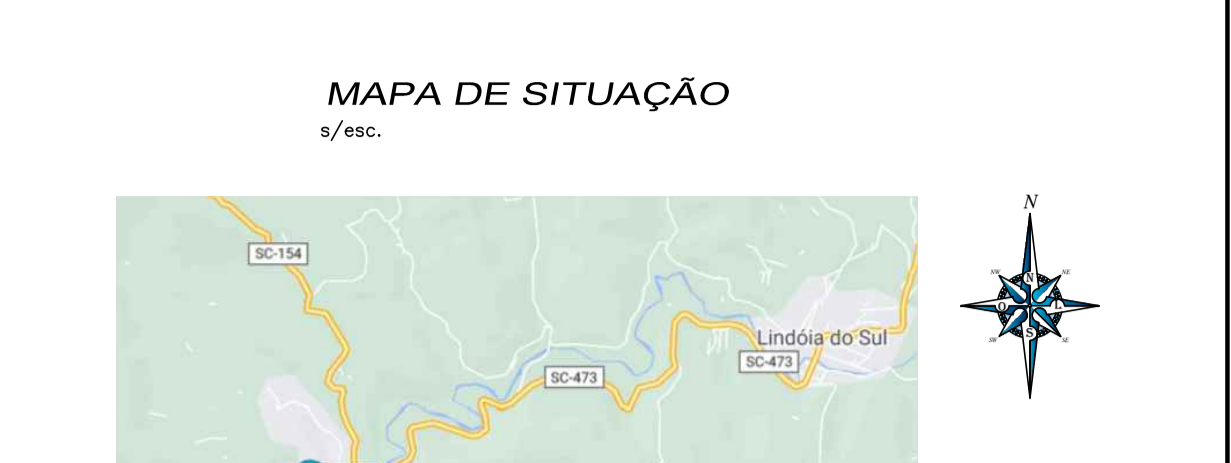 MAPA DE SITUAÇÃO
s/esc.
N
SC-154
NW
NE
N
O
L
S
SW
SE
Lindóia do Sul
SC-473
SC-473